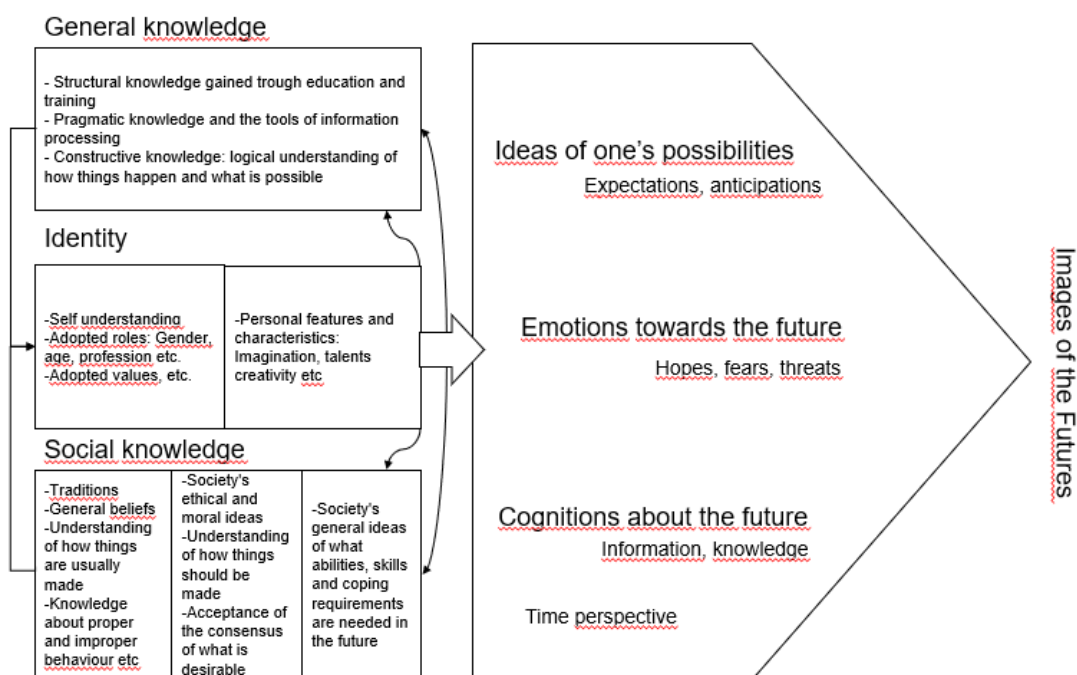 General knowledge
- Structural knowledge gained trough education and
training
- Pragmatic knowledge and the tools of information
processing
- Constructive knowledge: logical understanding of
how things happen and what is possible
Identity
-Self understanding
-Adopted roles: Gender,
age, profession etc.
-Adopted values, etc.
-Personal features and
characteristics:
Imagination, talents
creativity etc
Social knowledge
-Traditions
-General beliefs
-Understanding
of how things
are usually
made
-Knowledge
about proper
and improper
behaviour etc
-Society's
ethical and
moral ideas
-Understanding
of how things
should be
made
-Acceptance of
the consensus
of what is
desirable
-Society's
general ideas
of what
abilities, skills
and coping
requirements
are needed in
the future
Ideas of one's possibilities
Expectations, anticipations
Emotions towards the future
Hopes, fears, threats
Cognitions about the future
Information, knowledge
Time perspective
Images of the Futures